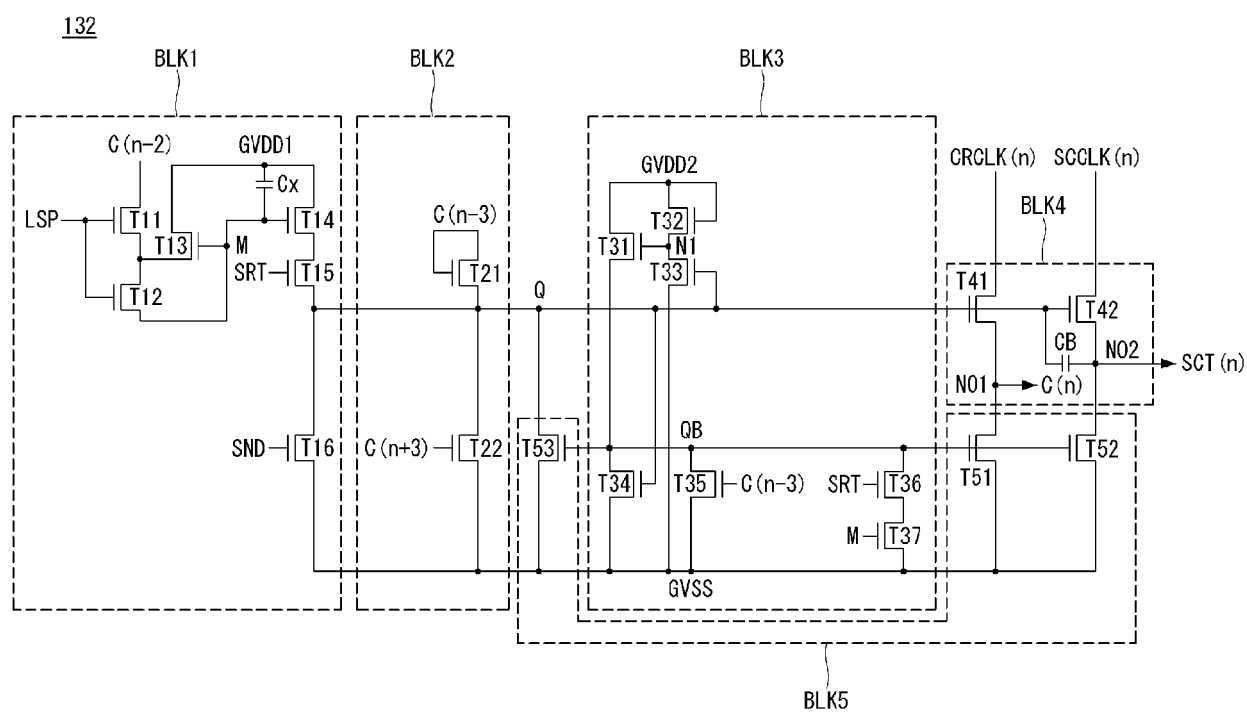 132
BLK1
BLK2
BLK3
C(n-2)
GVDD1
Cx
LSP
T11
T13
M
T14
SRT
T15
T12
C(n-3)
T21
Q
GVDD2
T32
T31
N1
T33
CRCLK(n)
SCCLK(n)
BLK4
T41
T42
CB
NO2
SCT(n)
NO1
C(n)
SND
T16
C(n+3)
T22
T53
QB
T34
T35
C(n-3)
SRT
T36
M
T37
T51
T52
GVSS
BLK5